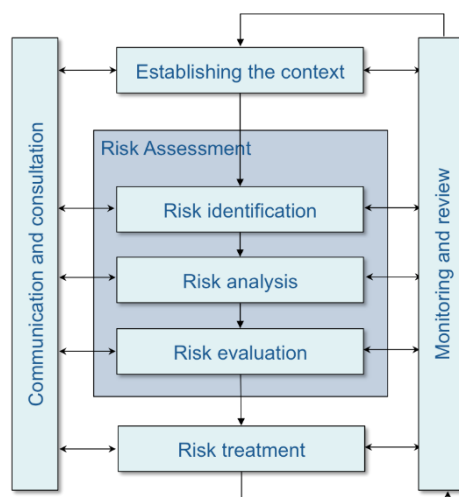 Establishing the context
Risk Assessment
Risk identification
Risk analysis
Risk evaluation
Risk treatment
Communication and consultation
Monitoring and review